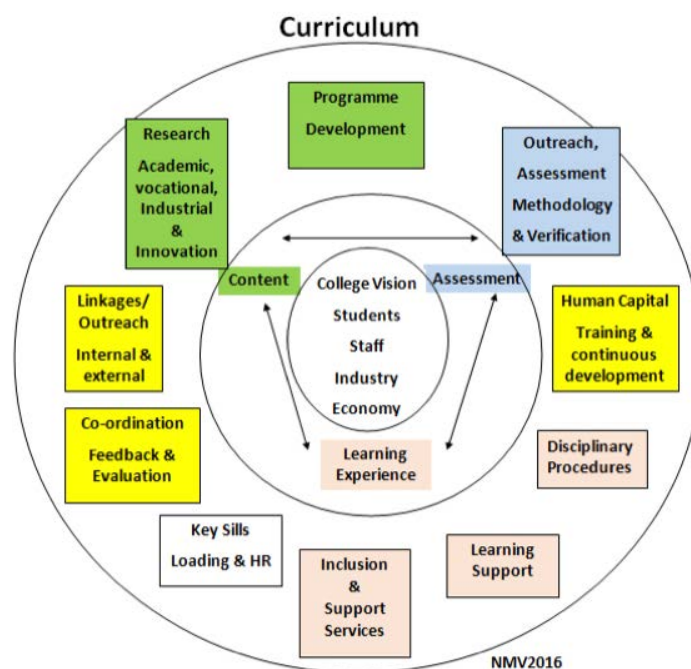 Curriculum
Programme
Development
Research
Academic,
vocational,
Industrial
&
Innovation
Outreach,
Assessment
Methodology
& Verification
Content
College Vision
Students
Staff
Industry
Economy
Assessment
Linkages/
Outreach
Internal &
external
Human Capital
Training &
continuous
development
Co-ordination
Feedback &
Evaluation
Learning
Experience
Disciplinary
Procedures
Key Sills
Loading & HR
Inclusion
&
Support
Services
Learning
Support
NMV2016